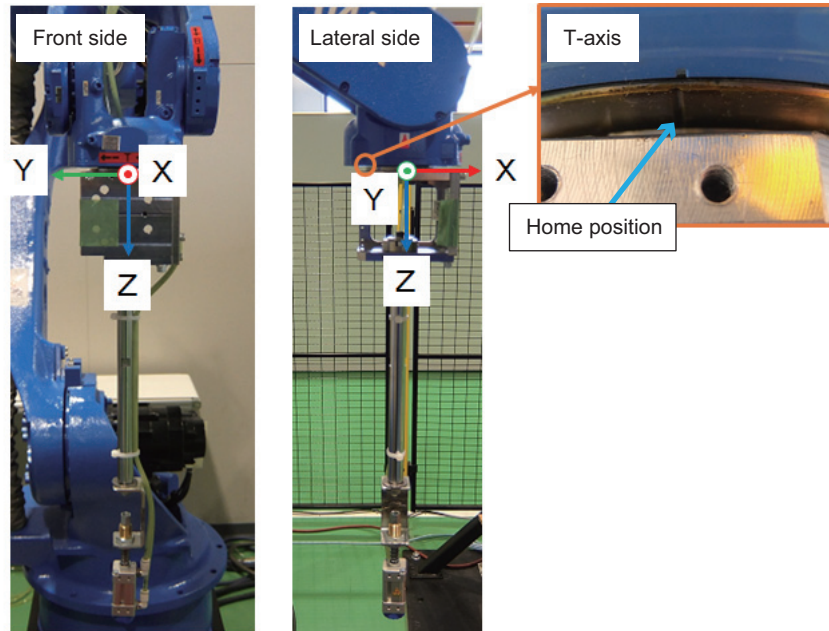 Front side
Y
X
Z
Lateral side
Y
X
Z
T-axis
Home position